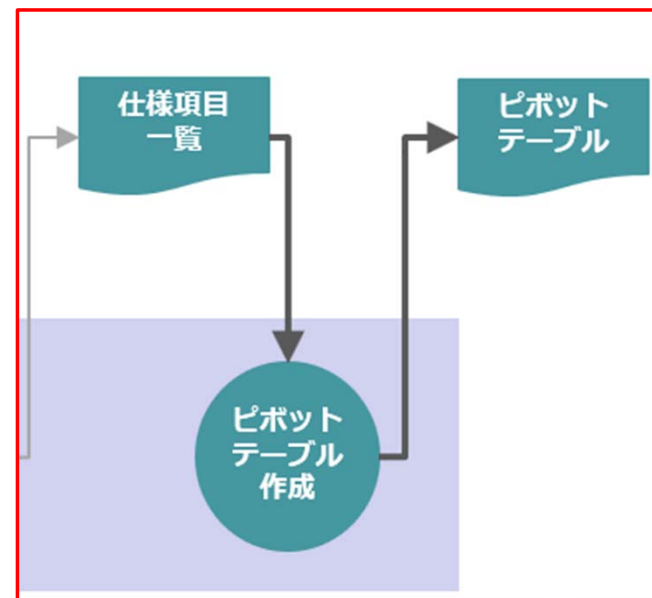 仕様項目
一覧
ピボット
テーブル
ピボット
テーブル
作成